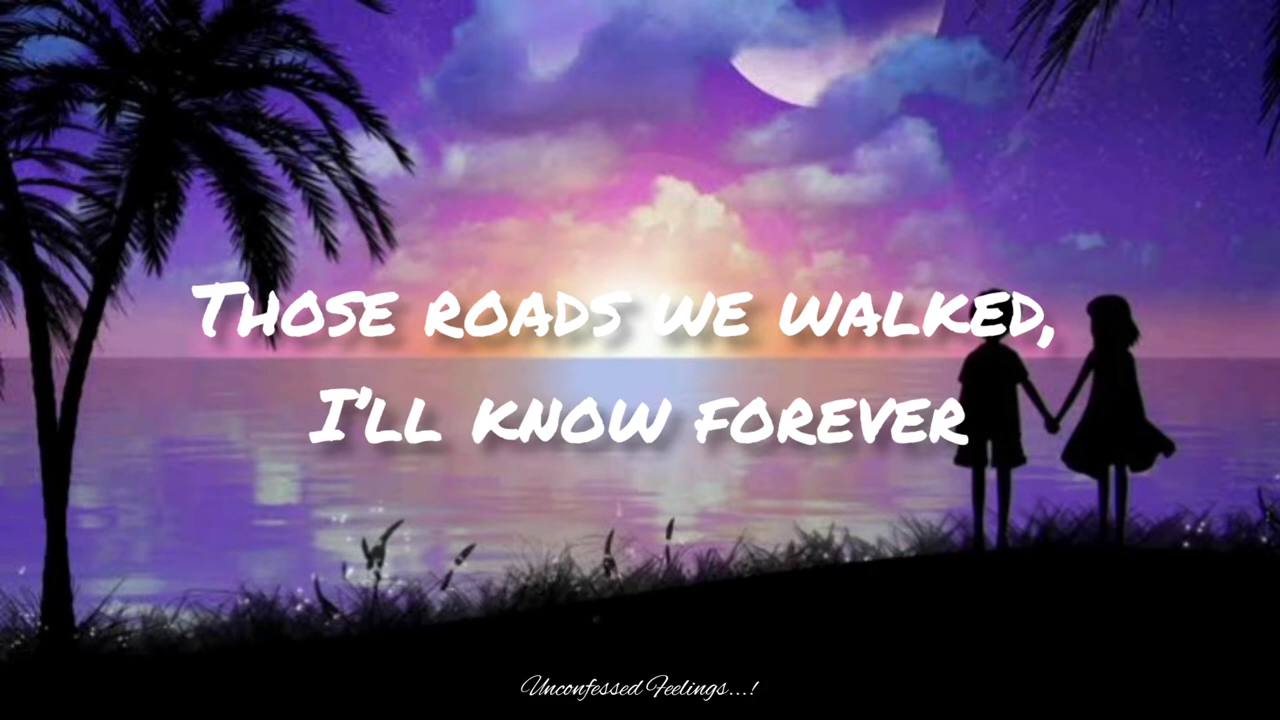 Those roads we walked,
I'll know forever
Unconfessed Feelings...!